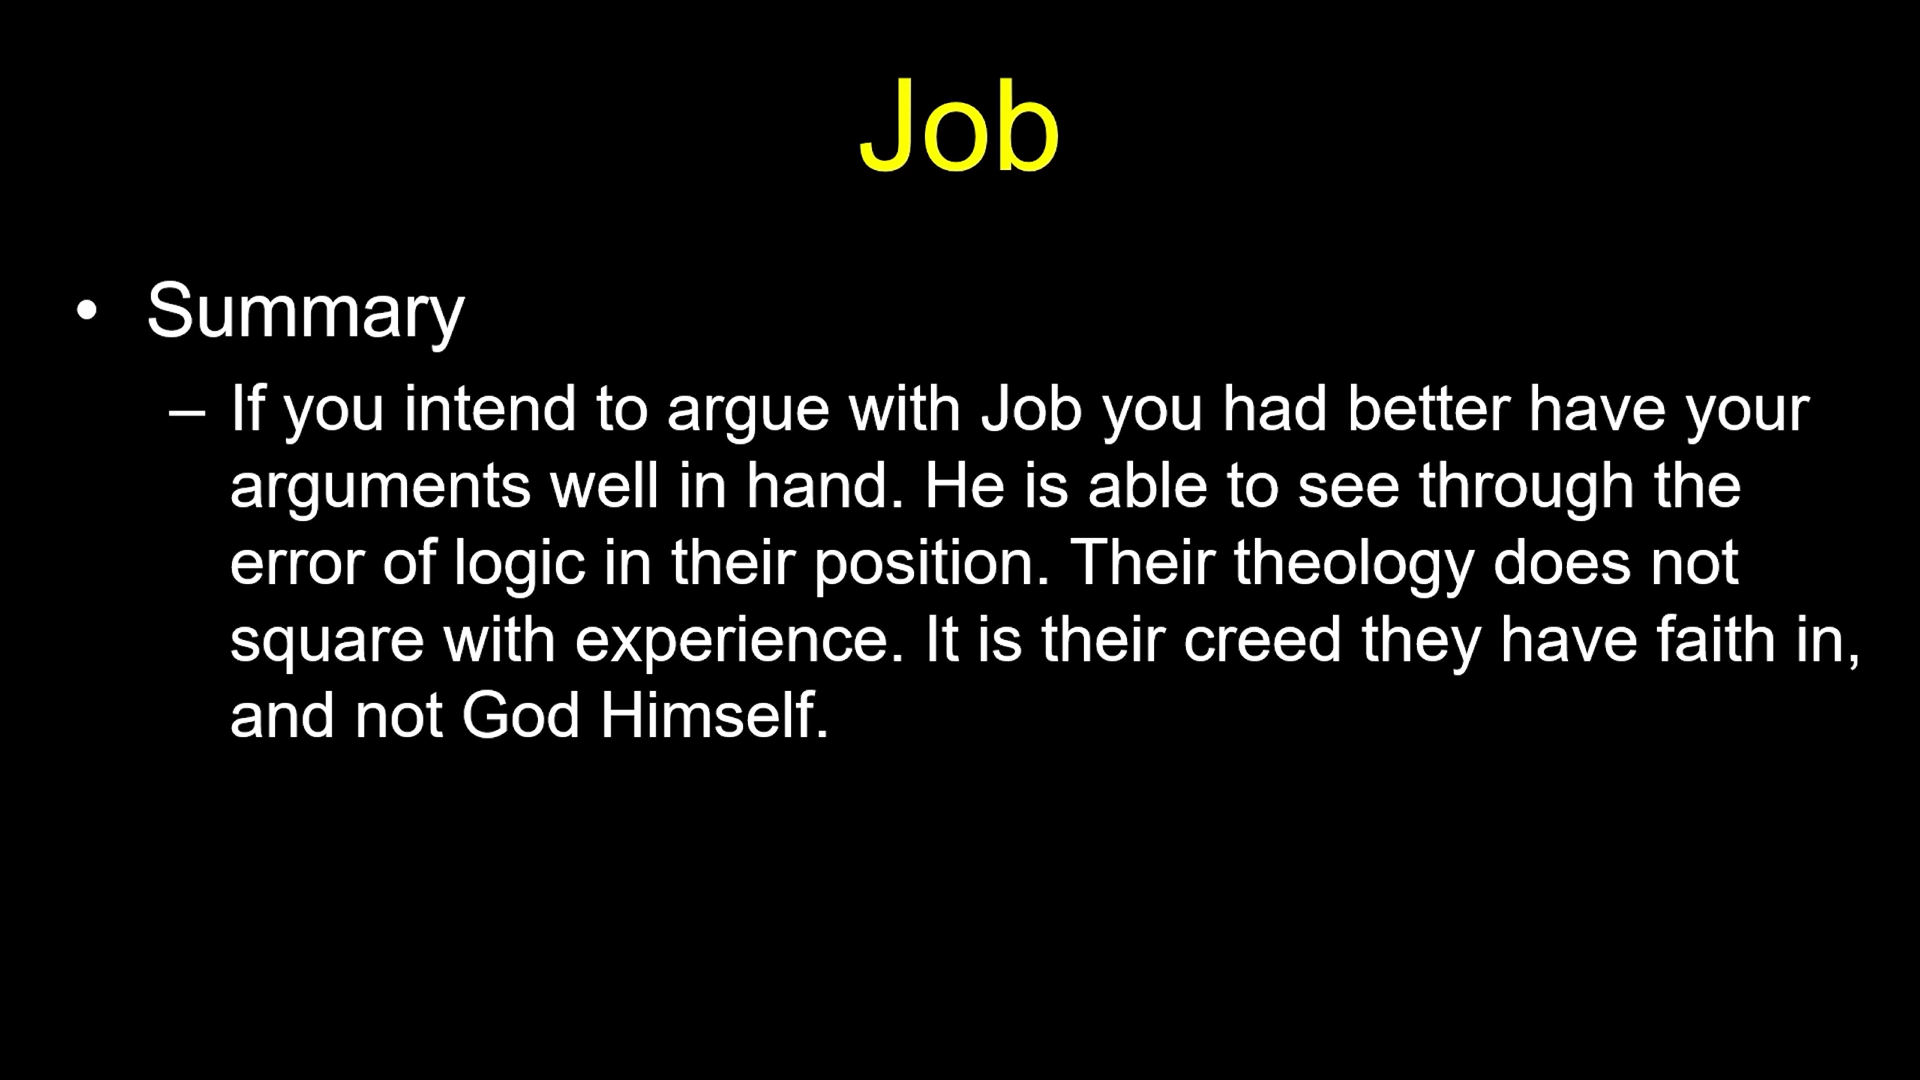 Job
• Summary
– If you intend to argue with Job you had better have your
arguments well in hand. He is able to see through the
error of logic in their position. Their theology does not
square with experience. It is their creed they have faith in,
and not God Himself.